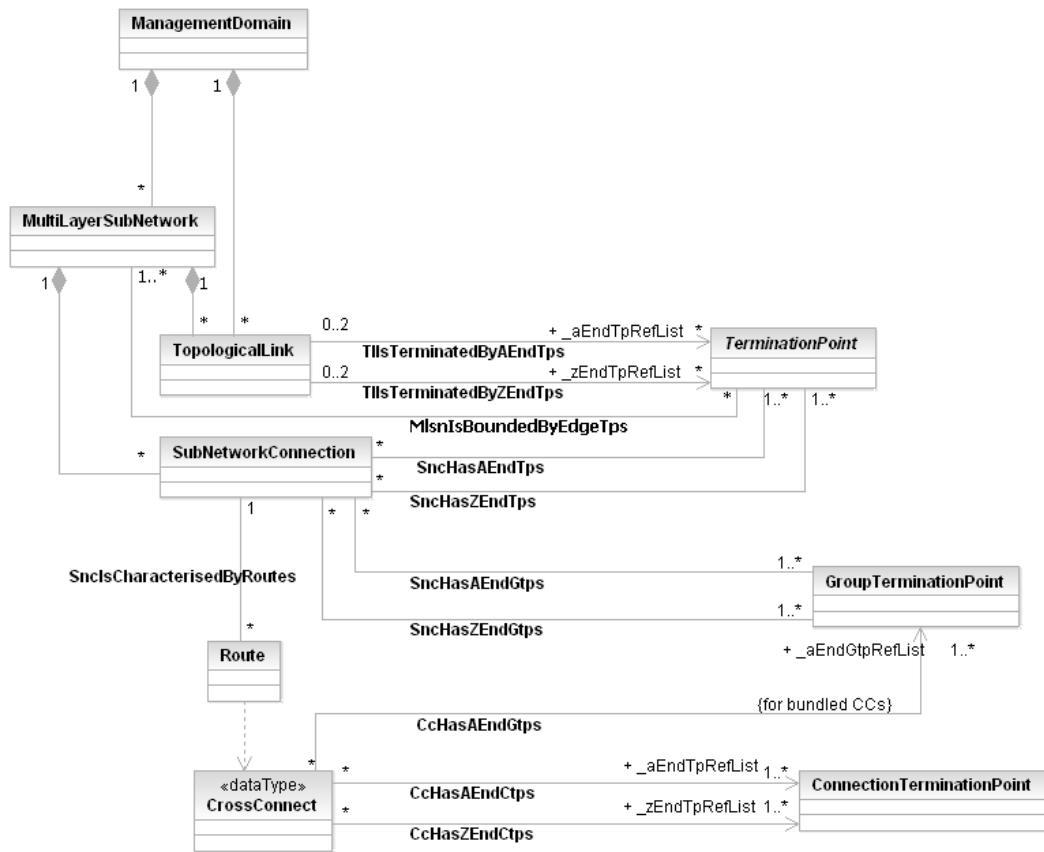 ManagementDomain
1
1
*
MultiLayerSubNetwork
1
1..*
1
*
*
0..2
+ _aEndTpRefList
*
TopologicalLink
TlIsTerminatedByAEndTps
TerminationPoint
0..2
+ _zEndTpRefList
*
TlIsTerminatedByZEndTps
*
1..*
1..*
MlsnIsBoundedByEdgeTps
*
SubNetworkConnection
*
SncHasAEndTps
*
SncHasZEndTps
1
*
*
SncIsCharacterisedByRoutes
1..*
SncHasAEndGtps
GroupTerminationPoint
1..*
SncHasZEndGtps
*
Route
+ _aEndGtpRefList
1..*
{for bundled CCs}
CcHasAEndGtps
*
*
+ _aEndTpRefList
1..*
«dataType»
CrossConnect
CcHasAEndCtps
ConnectionTerminationPoint
*
+ _zEndTpRefList
1..*
CcHasZEndCtps